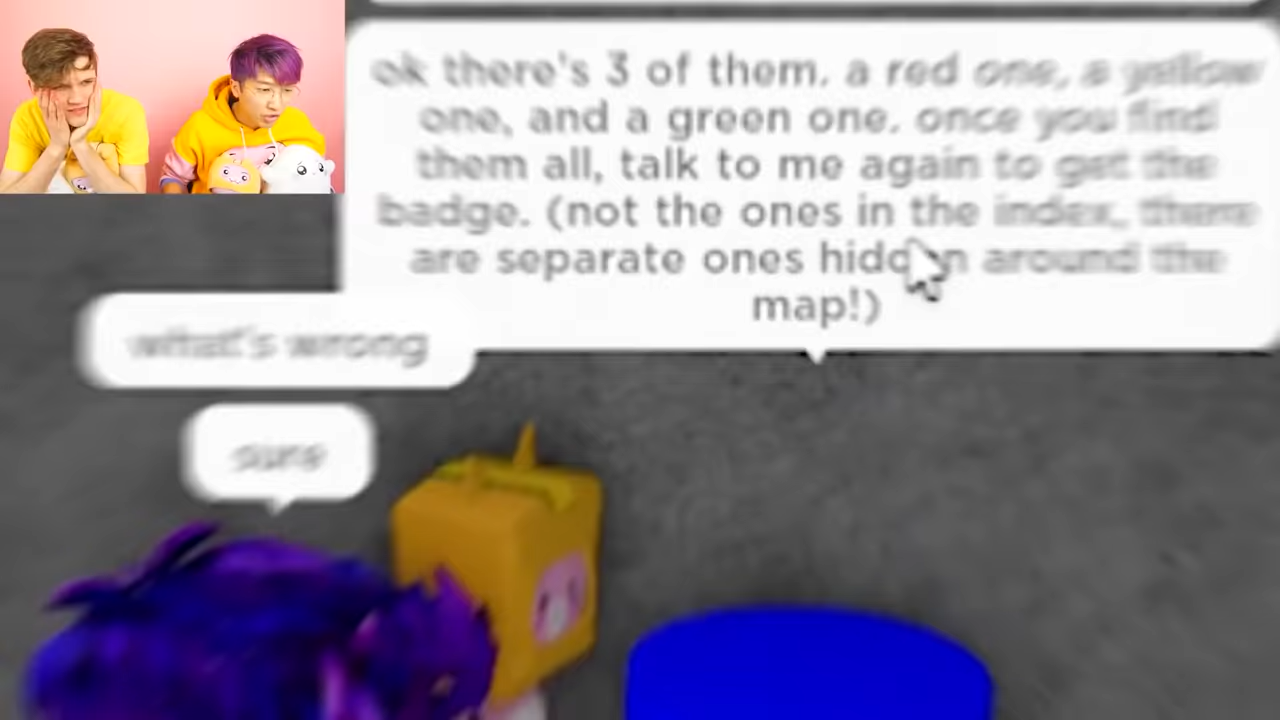 ok there's 3 of them. a red one, a yellow
one, and a green one. once you find
them all, talk to me again to get the
badge. (not the ones in the index, there
are separate ones hidden around the
map!)
what's wrong
sure